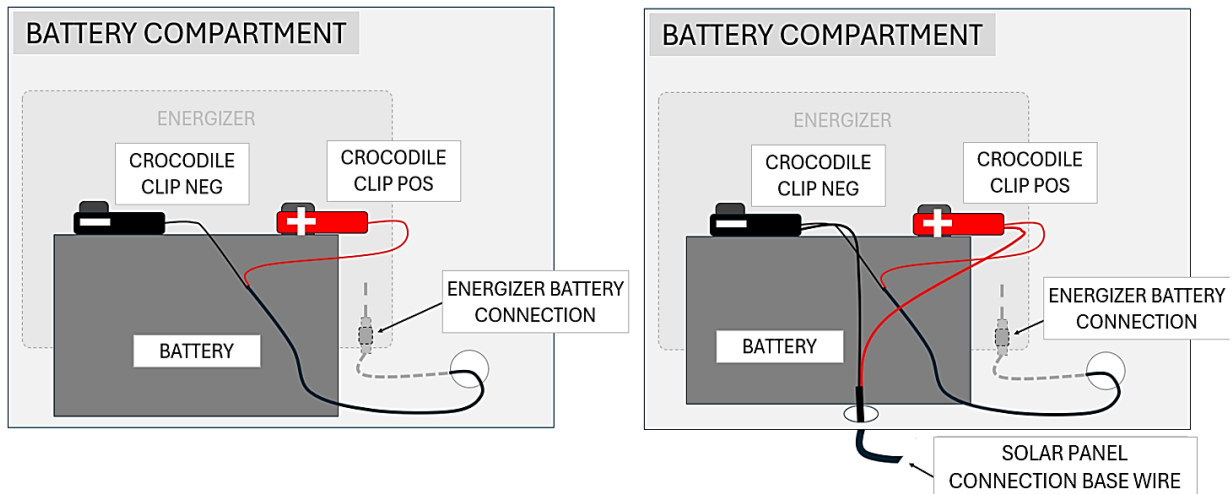 BATTERY COMPARTMENT
ENERGIZER
CROCODILE
CLIP NEG
CROCODILE
CLIP POS
ENERGIZER BATTERY
CONNECTION
BATTERY
BATTERY COMPARTMENT
ENERGIZER
CROCODILE
CLIP NEG
CROCODILE
CLIP POS
ENERGIZER BATTERY
CONNECTION
BATTERY
SOLAR PANEL
CONNECTION BASE WIRE